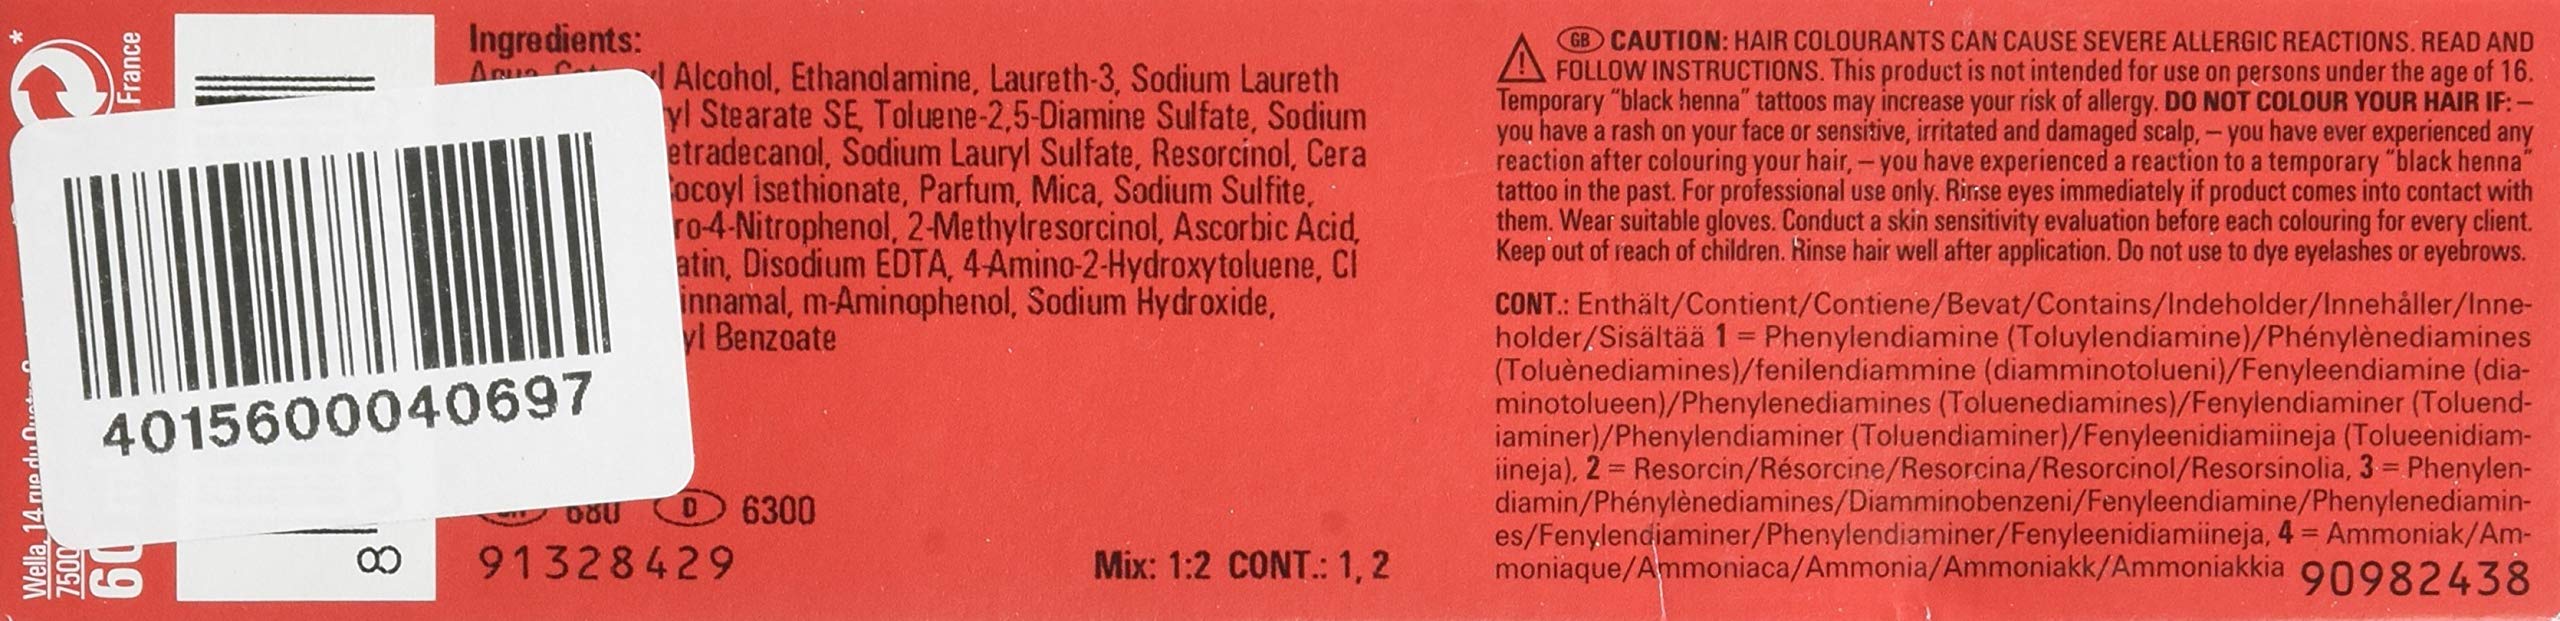 *
France
Wella, 14 rue du
7500
60
8
4015600040697
Ingredients:
Alcohol, Ethanolamine, Laureth-3, Sodium Laureth
Stearate SE, Toluene-2,5-Diamine Sulfate, Sodium
Sodium Lauryl Sulfate, Resorcinol, Cera
Isethionate, Parfum, Mica, Sodium Sulfite,
ro-4-Nitrophenol, 2-Methylresorcinol, Ascorbic Acid,
atin, Disodium EDTA, 4-Amino-2-Hydroxytoluene, CI
innamal, m-Aminophenol, Sodium Hydroxide,
yl Benzoate
680 D 6300
91328429
Mix: 1:2 CONT.: 1, 2
GB CAUTION: HAIR COLOURANTS CAN CAUSE SEVERE ALLERGIC REACTIONS. READ AND
FOLLOW INSTRUCTIONS. This product is not intended for use on persons under the age of 16.
Temporary "black henna" tattoos may increase your risk of allergy. DO NOT COLOUR YOUR HAIR IF: –
you have a rash on your face or sensitive, irritated and damaged scalp, – you have ever experienced any
reaction after colouring your hair, – you have experienced a reaction to a temporary "black henna"
tattoo in the past. For professional use only. Rinse eyes immediately if product comes into contact with
them. Wear suitable gloves. Conduct a skin sensitivity evaluation before each colouring for every client.
Keep out of reach of children. Rinse hair well after application. Do not use to dye eyelashes or eyebrows.
CONT.: Enthält/Contient/Contiene/Bevat/Contains/Indeholder/Innehåller/Inne-
holder/Sisältää 1 = Phenylendiamine (Toluylendiamine)/Phénylènediamines
(Toluènediamines)/fenilendiammine (diamminotolueni)/Fenyleendiamine (dia-
minotolueen)/Phenylenediamines (Toluenediamines)/Fenylendiaminer (Toluend-
iaminer)/Phenylendiaminer (Toluendiaminer)/Fenyleenidiamiineja (Tolueenidiam-
iineja), 2 = Resorcin/Résorcine/Resorcina/Resorcinol/Resorsinolia, 3 = Phenylen-
diamin/Phénylènediamines/Diamminobenzeni/Fenyleendiamine/Phenylenediamin-
es/Fenylendiaminer/Phenylendiaminer/Fenyleenidiamiineja, 4 = Ammoniak/Am-
moniaque/Ammoniaca/Ammonia/Ammoniakk/Ammoniakkia 90982438